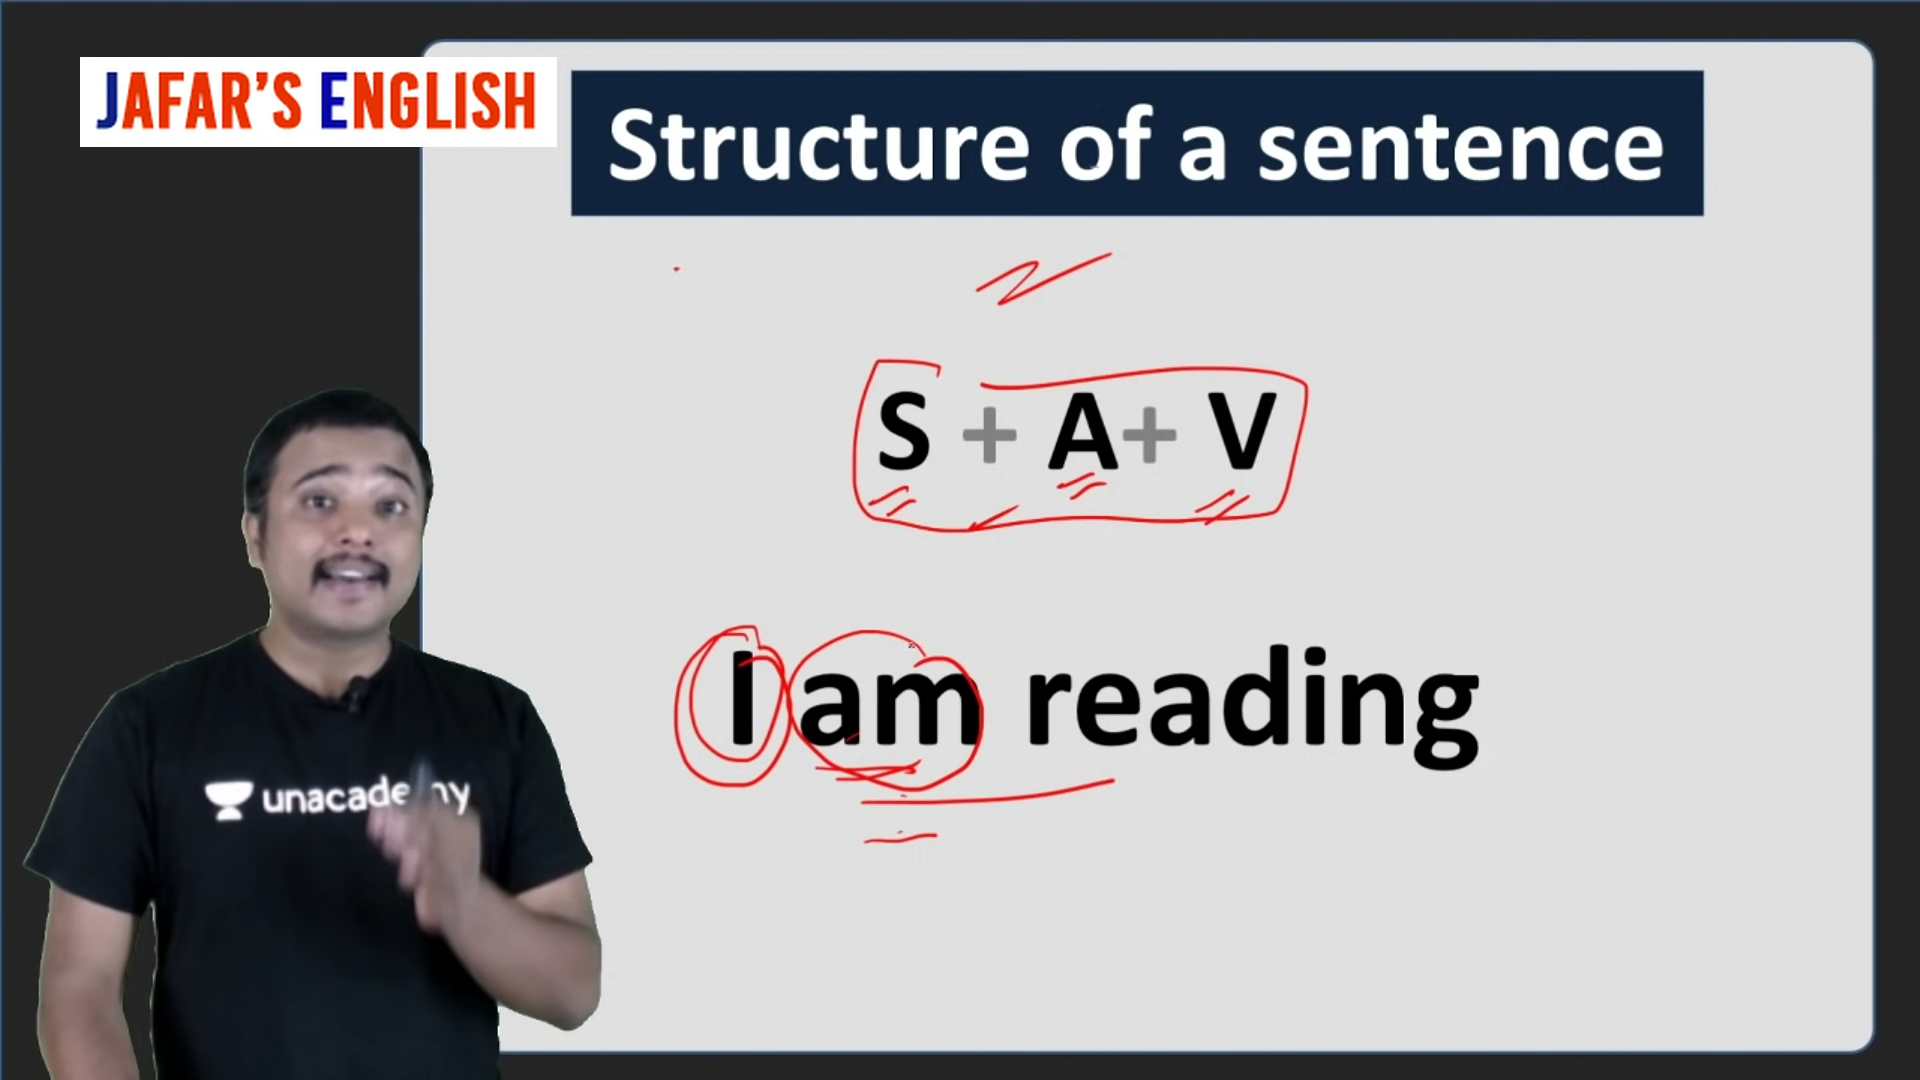 JAFAR'S ENGLISH
Structure of a sentence
S + A+ V
I am reading
unacademy